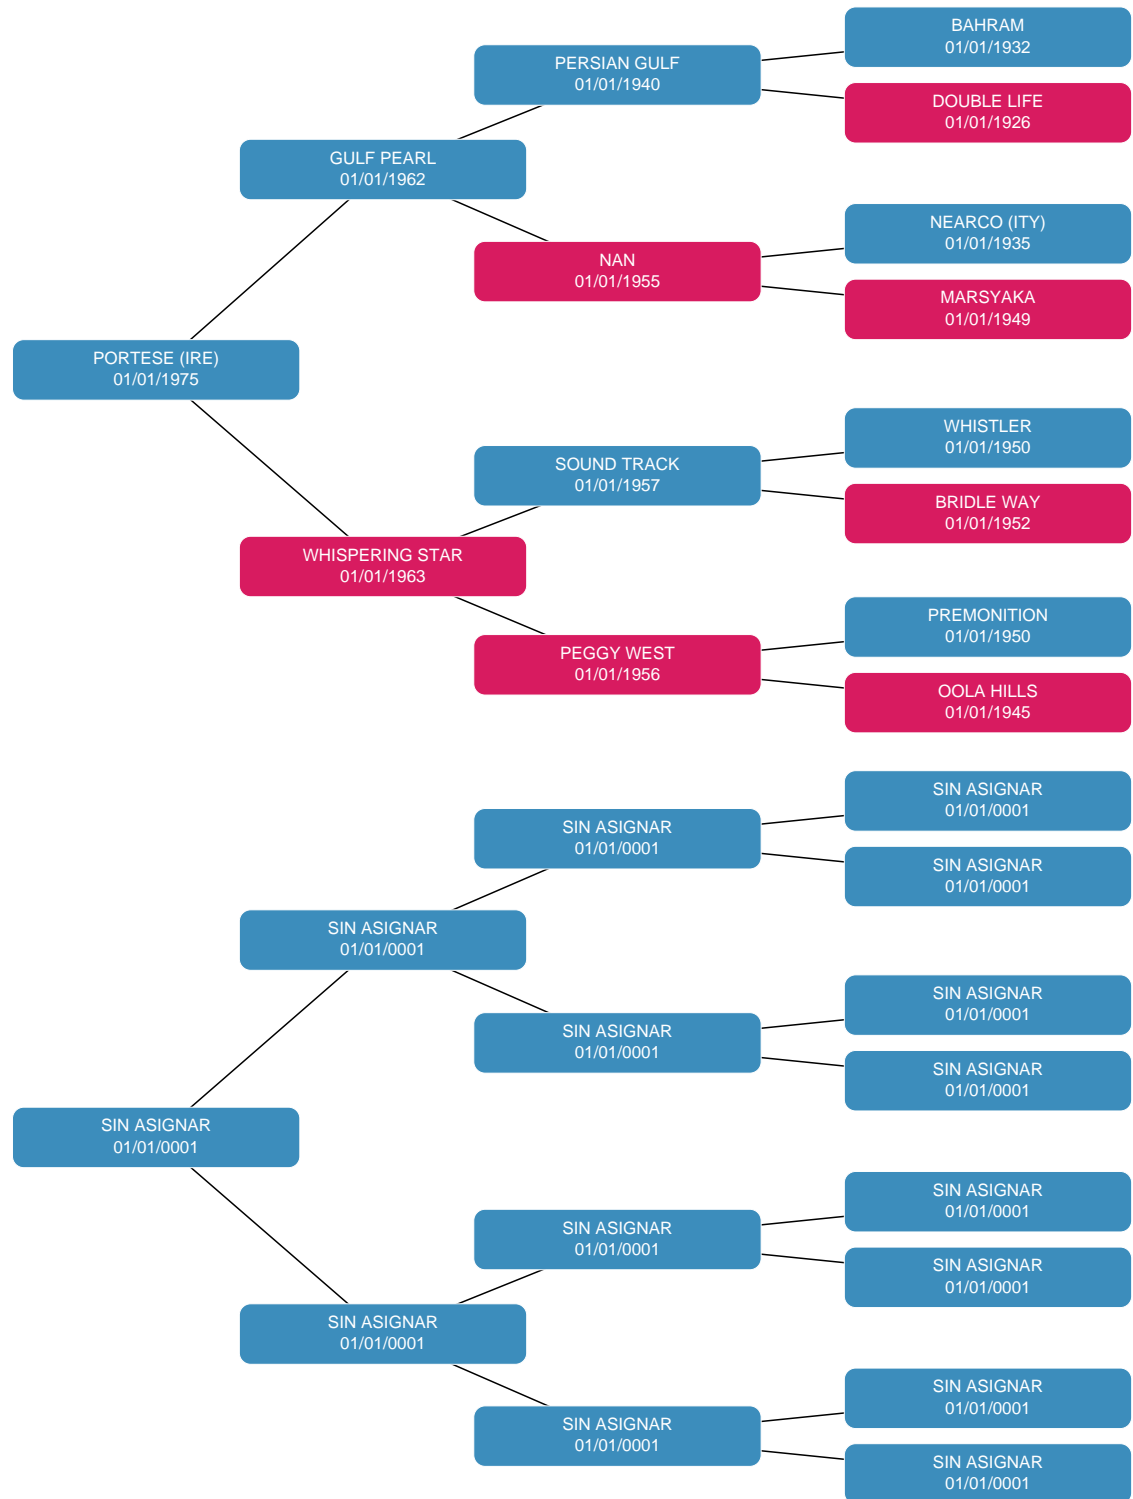 BAHRAM
01/01/1932
PERSIAN GULF
01/01/1940
DOUBLE LIFE
01/01/1926
GULF PEARL
01/01/1962
NEARCO (ITY)
01/01/1935
NAN
01/01/1955
MARSYAKA
01/01/1949
PORTESE (IRE)
01/01/1975
WHISTLER
01/01/1950
SOUND TRACK
01/01/1957
BRIDLE WAY
01/01/1952
WHISPERING STAR
01/01/1963
PREMONITION
01/01/1950
PEGGY WEST
01/01/1956
OOLA HILLS
01/01/1945
SIN ASIGNAR
01/01/0001
SIN ASIGNAR
01/01/0001
SIN ASIGNAR
01/01/0001
SIN ASIGNAR
01/01/0001
SIN ASIGNAR
01/01/0001
SIN ASIGNAR
01/01/0001
SIN ASIGNAR
01/01/0001
SIN ASIGNAR
01/01/0001
SIN ASIGNAR
01/01/0001
SIN ASIGNAR
01/01/0001
SIN ASIGNAR
01/01/0001
SIN ASIGNAR
01/01/0001
SIN ASIGNAR
01/01/0001
SIN ASIGNAR
01/01/0001
SIN ASIGNAR
01/01/0001